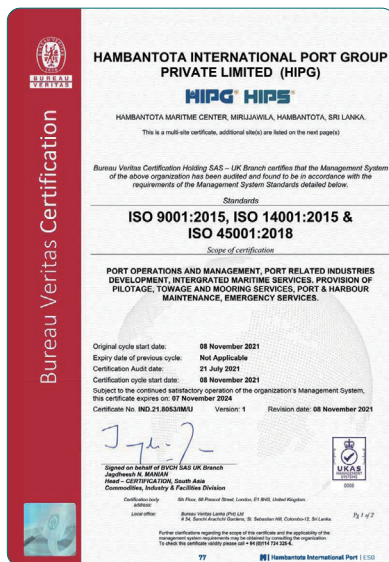 BUREAU
VERITAS
Bureau Veritas Certification
HAMBANTOTA INTERNATIONAL PORT GROUP
PRIVATE LIMITED (HIPG)
HIPG HIPS
HAMBANTOTA MARITME CENTER, MIRIJJAWILA, HAMBANTOTA, SRI LANKA.
This is a multi-site certificate, additional site(s) are listed on the next page(s)
Bureau Veritas Certification Holding SAS – UK Branch certifies that the Management System
of the above organization has been audited and found to be in accordance with the
requirements of the Management System Standards detailed below.
Standards
ISO 9001:2015, ISO 14001:2015 &
ISO 45001:2018
Scope of certification
PORT OPERATIONS AND MANAGEMENT, PORT RELATED INDUSTRIES
DEVELOPMENT, INTERGRATED MARITIME SERVICES. PROVISION OF
PILOTAGE, TOWAGE AND MOORING SERVICES, PORT & HARBOUR
MAINTENANCE, EMERGENCY SERVICES.
Original cycle start date: 08 November 2021
Expiry date of previous cycle: Not Applicable
Certification Audit date: 21 July 2021
Certification cycle start date: 08 November 2021
Subject to the continued satisfactory operation of the organization's Management System,
this certificate expires on: 07 November 2024
Certificate No. IND.21.8053/IM/U Version: 1 Revision date: 08 November 2021
Signed on behalf of BVCH SAS UK Branch
Jagdheesh N. MANIAN
Head – CERTIFICATION, South Asia
Commodities, Industry & Facilities Division
UKAS
MANAGEMENT
SYSTEMS
0008
Certification body
address: 5th Floor, 66 Prescot Street, London, E1 8HG, United Kingdom.
Local office: Bureau Veritas Lanka (Pvt) Ltd
# 54, Sanchi Arachchi Gardens, St. Sebastian Hill, Colombo-12, Sri Lanka.
Pg 1 of 2
Further clarifications regarding the scope of this certificate and the applicability of the
management system requirements may be obtained by consulting the organization.
To check this certificate validity please call + 94 (0)114 724 325-6.
77 Hambantota International Port | ESG